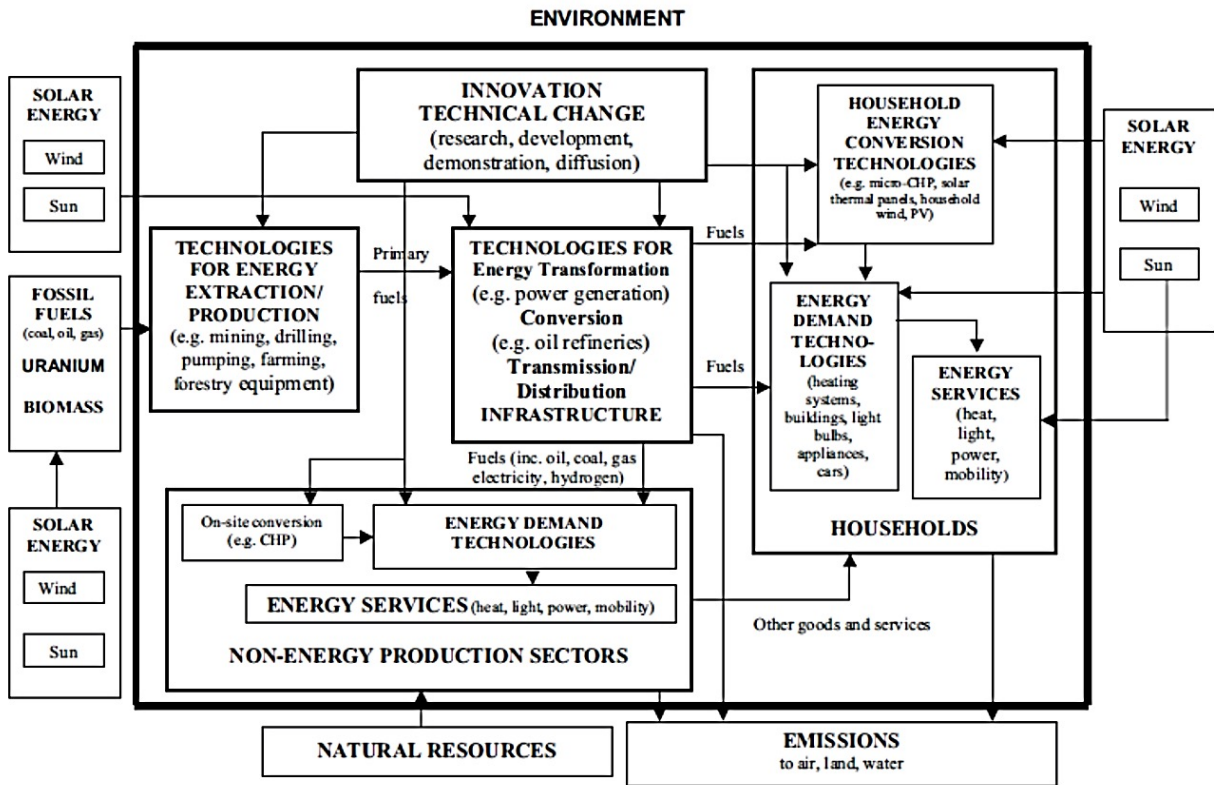 ENVIRONMENT
SOLAR
ENERGY
Wind
Sun
FOSSIL
FUELS
(coal, oil, gas)
URANIUM
BIOMASS
SOLAR
ENERGY
Wind
Sun
INNOVATION
TECHNICAL CHANGE
(research, development,
demonstration, diffusion)
TECHNOLOGIES
FOR ENERGY
EXTRACTION/
PRODUCTION
(e.g. mining, drilling,
pumping, farming,
forestry equipment)
Primary
fuels
TECHNOLOGIES FOR
Energy Transformation
(e.g. power generation)
Conversion
(e.g. oil refineries)
Transmission/
Distribution
INFRASTRUCTURE
Fuels
Fuels
Fuels (inc. oil, coal, gas
electricity, hydrogen)
On-site conversion
(e.g. CHP)
ENERGY DEMAND
TECHNOLOGIES
ENERGY SERVICES (heat, light, power, mobility)
NON-ENERGY PRODUCTION SECTORS
HOUSEHOLD
ENERGY
CONVERSION
TECHNOLOGIES
(e.g. micro-CHP, solar
thermal panels, household
wind, PV)
ENERGY
DEMAND
TECHNO-
LOGIES
(heating
systems,
buildings, light
bulbs,
appliances,
cars)
ENERGY
SERVICES
(heat,
light,
power,
mobility)
HOUSEHOLDS
Other goods and services
SOLAR
ENERGY
Wind
Sun
NATURAL RESOURCES
EMISSIONS
to air, land, water